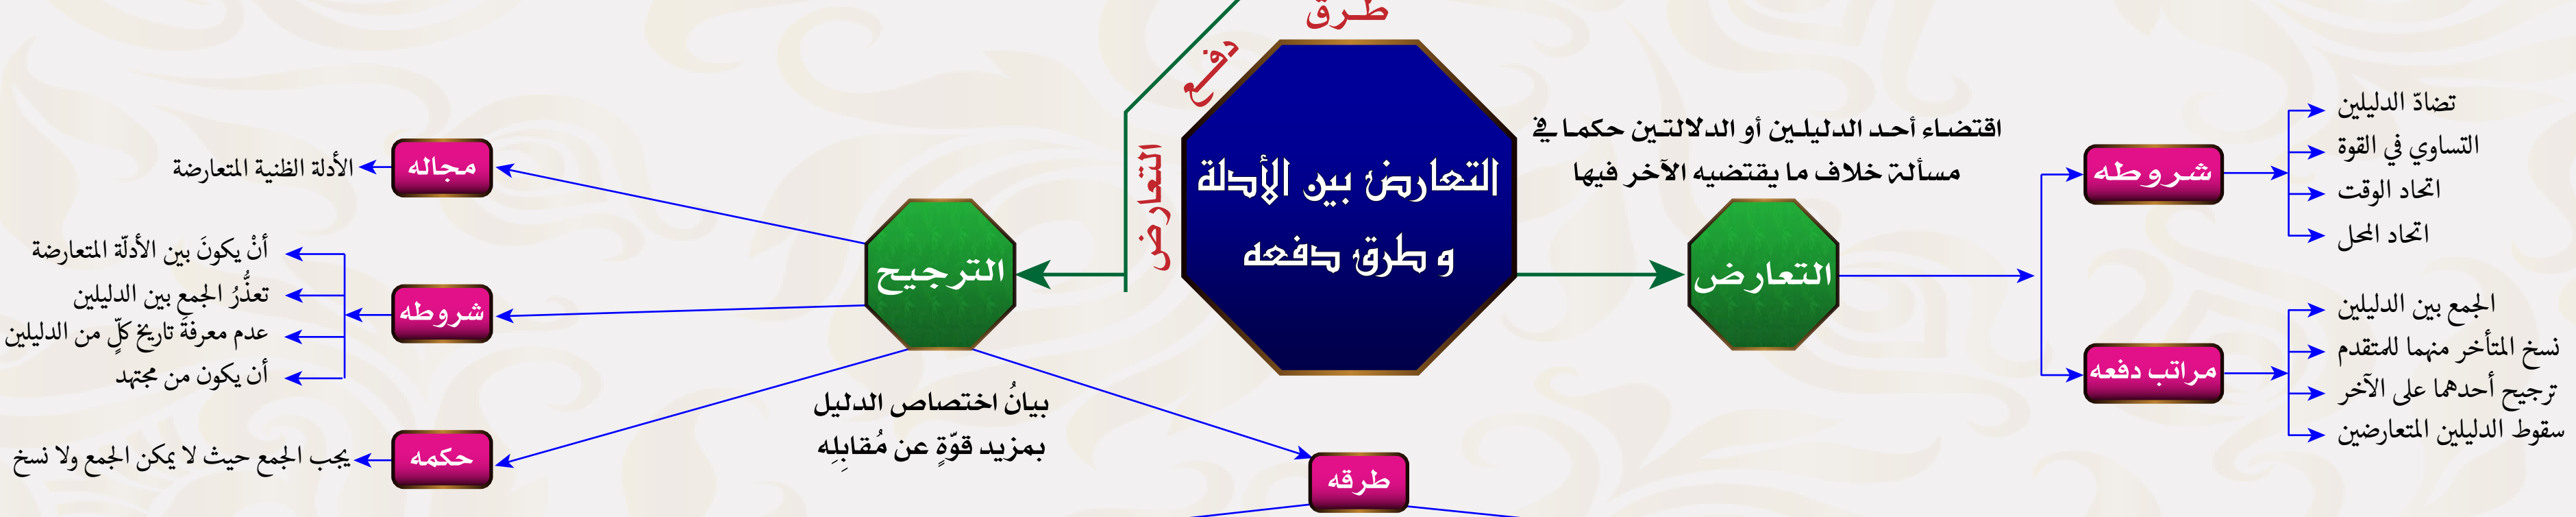 طرق
دفع
التعارض
التعارض بين الأدلة
و طرق دفعه
اقتضاء أحد الدليلين أو الدلالتين حكما في
مسألة خلاف ما يقتضيه الآخر فيها
التعارض
شروطه
تضادّ الدليلين
التساوي في القوة
اتحاد الوقت
اتحاد المحل
مراتب دفعه
الجمع بين الدليلين
نسخ المتأخر منهما للمتقدم
ترجيح أحدهما على الآخر
سقوط الدليلين المتعارضين
الترجيح
بيانُ اختصاص الدليل
بمزيد قوّةٍ عن مُقابِلِه
مجاله
الأدلة الظنية المتعارضة
شروطه
أنْ يكونَ بين الأدلّة المتعارضة
تعذُّرُ الجمع بين الدليلين
عدم معرفة تاريخ كلٍّ من الدليلين
أن يكون من مجتهد
حكمه
يجب الجمع حيث لا يمكن الجمع ولا نسخ
طرقه